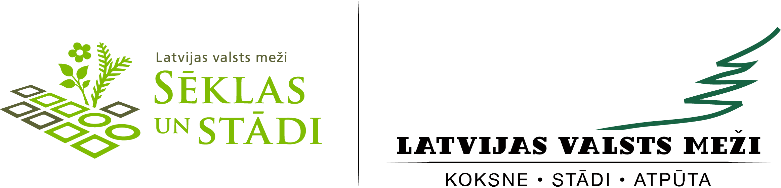 Latvijas valsts meži
SĒKLAS
UN STĀDI
LATVIJAS VALSTS MEŽI
KOKSNE • STĀDI • ATPŪTA